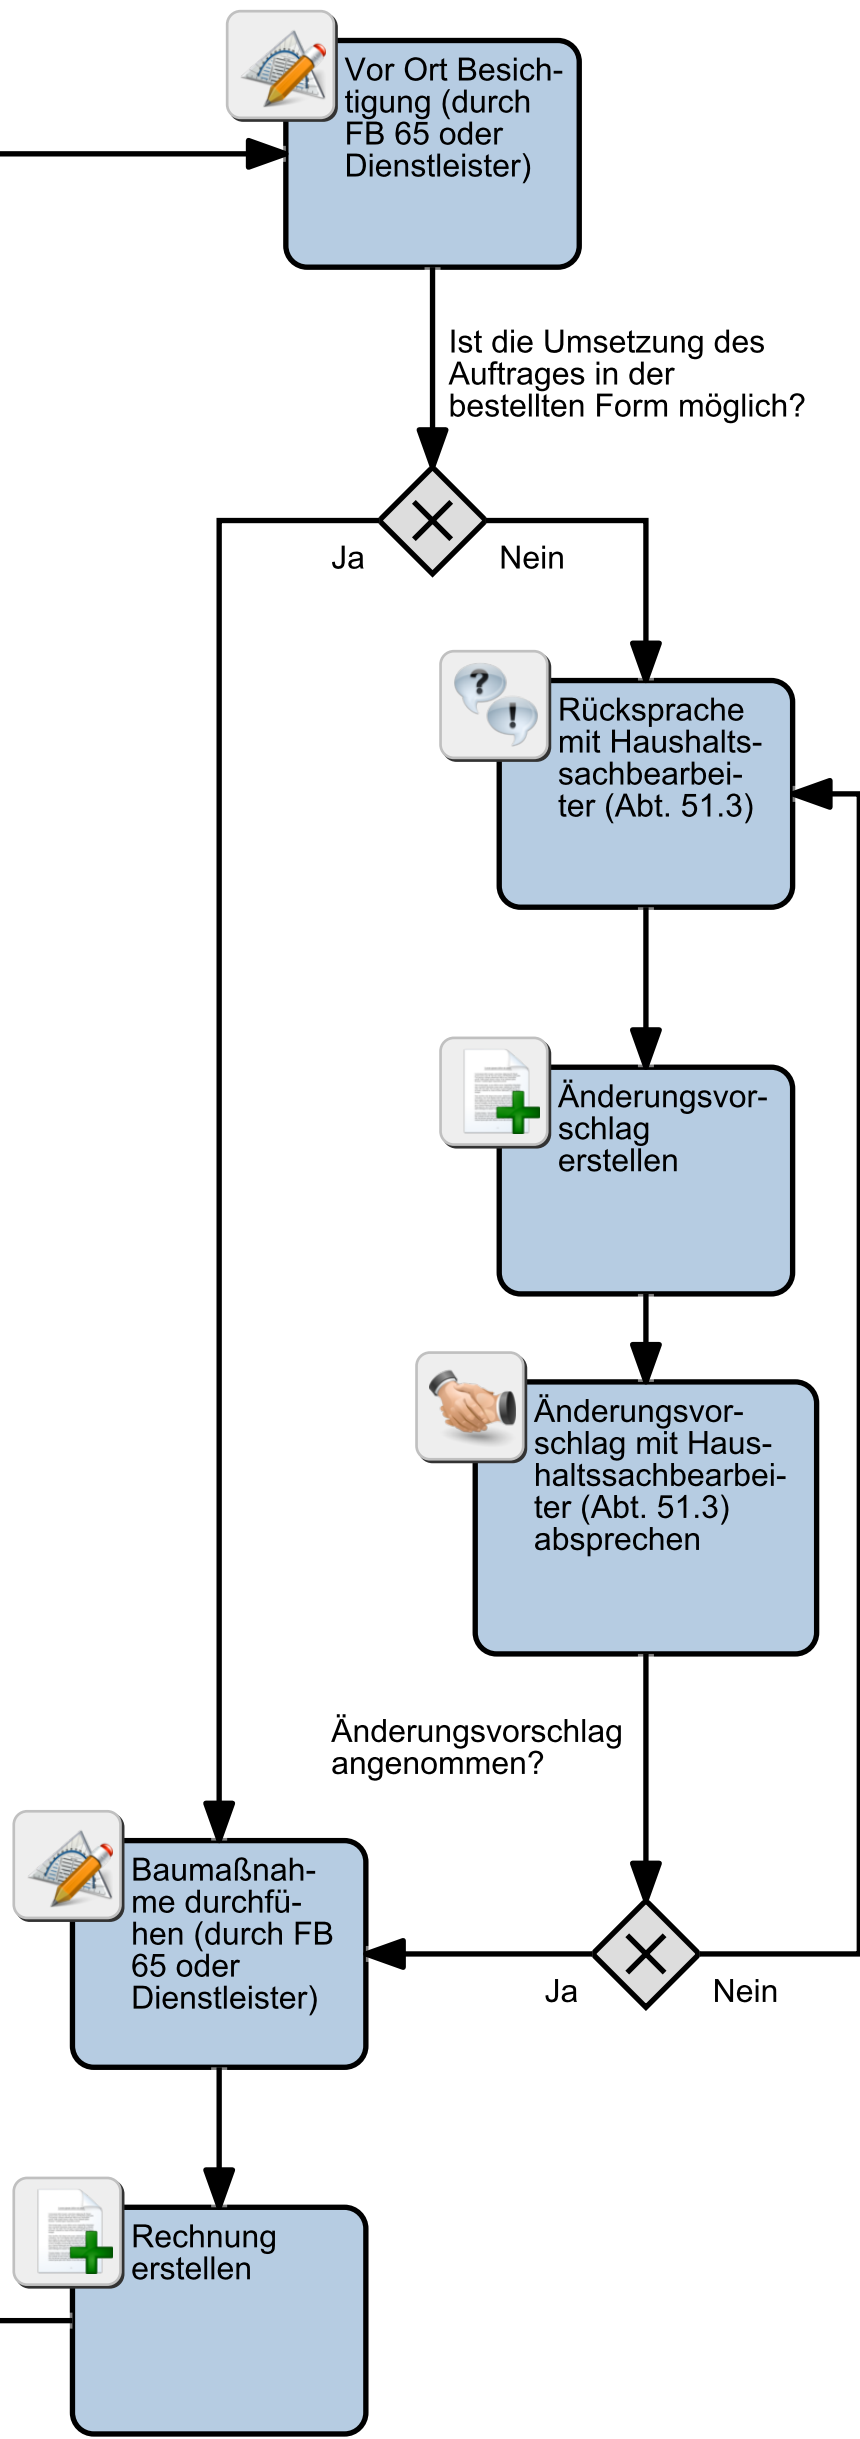 Vor Ort Besich-
tigung (durch
FB 65 oder
Dienstleister)
Ist die Umsetzung des
Auftrages in der
bestellten Form möglich?
Ja
Nein
Rücksprache
mit Haushalts-
sachbearbei-
ter (Abt. 51.3)
Änderungsvor-
schlag
erstellen
Änderungsvor-
schlag mit Haus-
haltssachbearbei-
ter (Abt. 51.3)
absprechen
Änderungsvorschlag
angenommen?
Baumaßnah-
me durchfü-
hen (durch FB
65 oder
Dienstleister)
Ja
Nein
Rechnung
erstellen